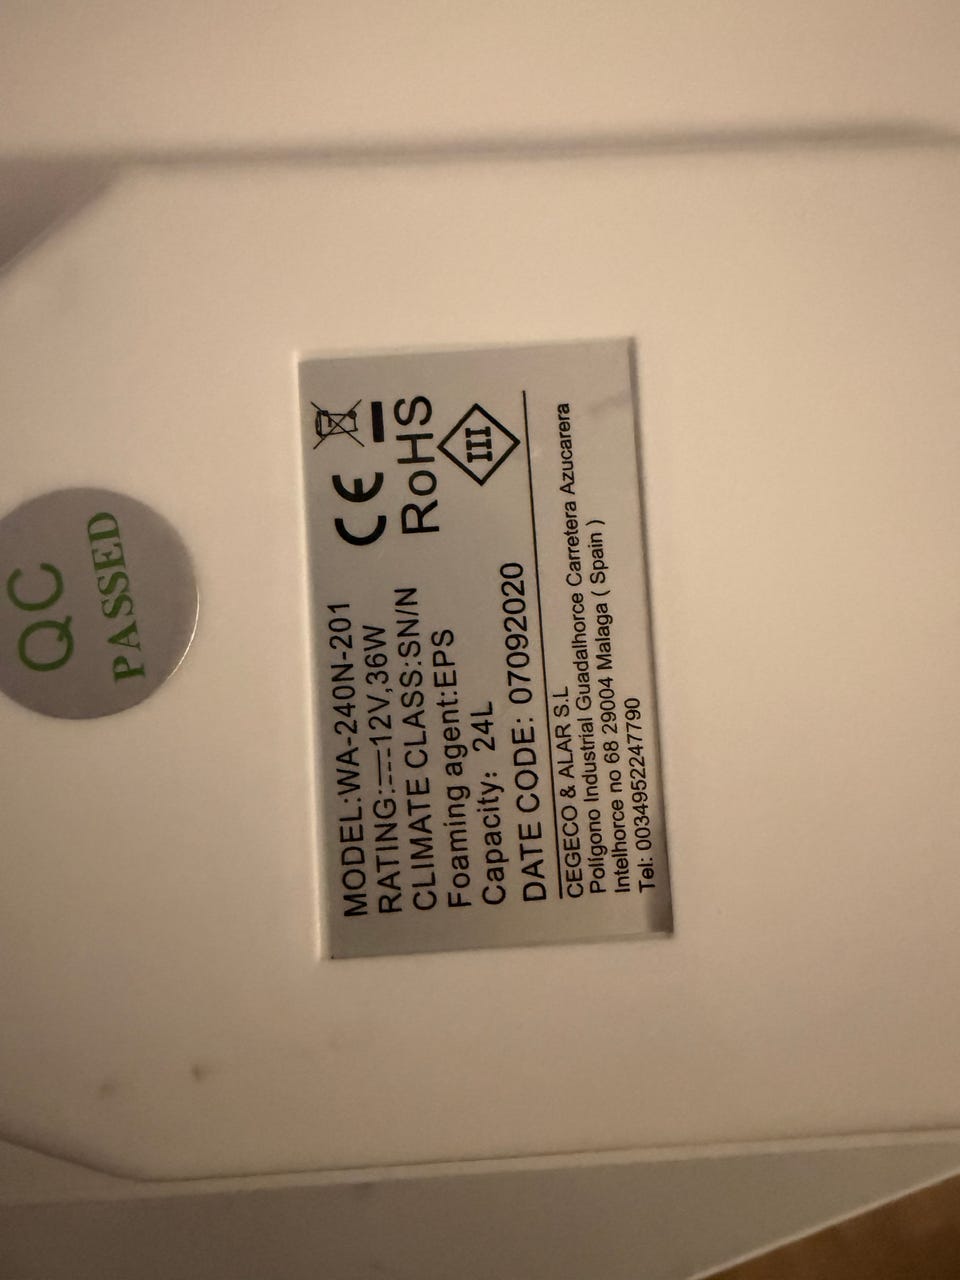 QC
PASSED
MODEL:WA-240N-201
RATING:⎓12V,36W
CLIMATE CLASS:SN/N
Foaming agent:EPS
Capacity: 24L
DATE CODE: 07092020
CE
RoHS
III
CEGECO & ALAR S.L
Polígono Industrial Guadalhorce Carretera Azucarera
Intelhorce no 68 29004 Malaga ( Spain )
Tel: 0034952247790